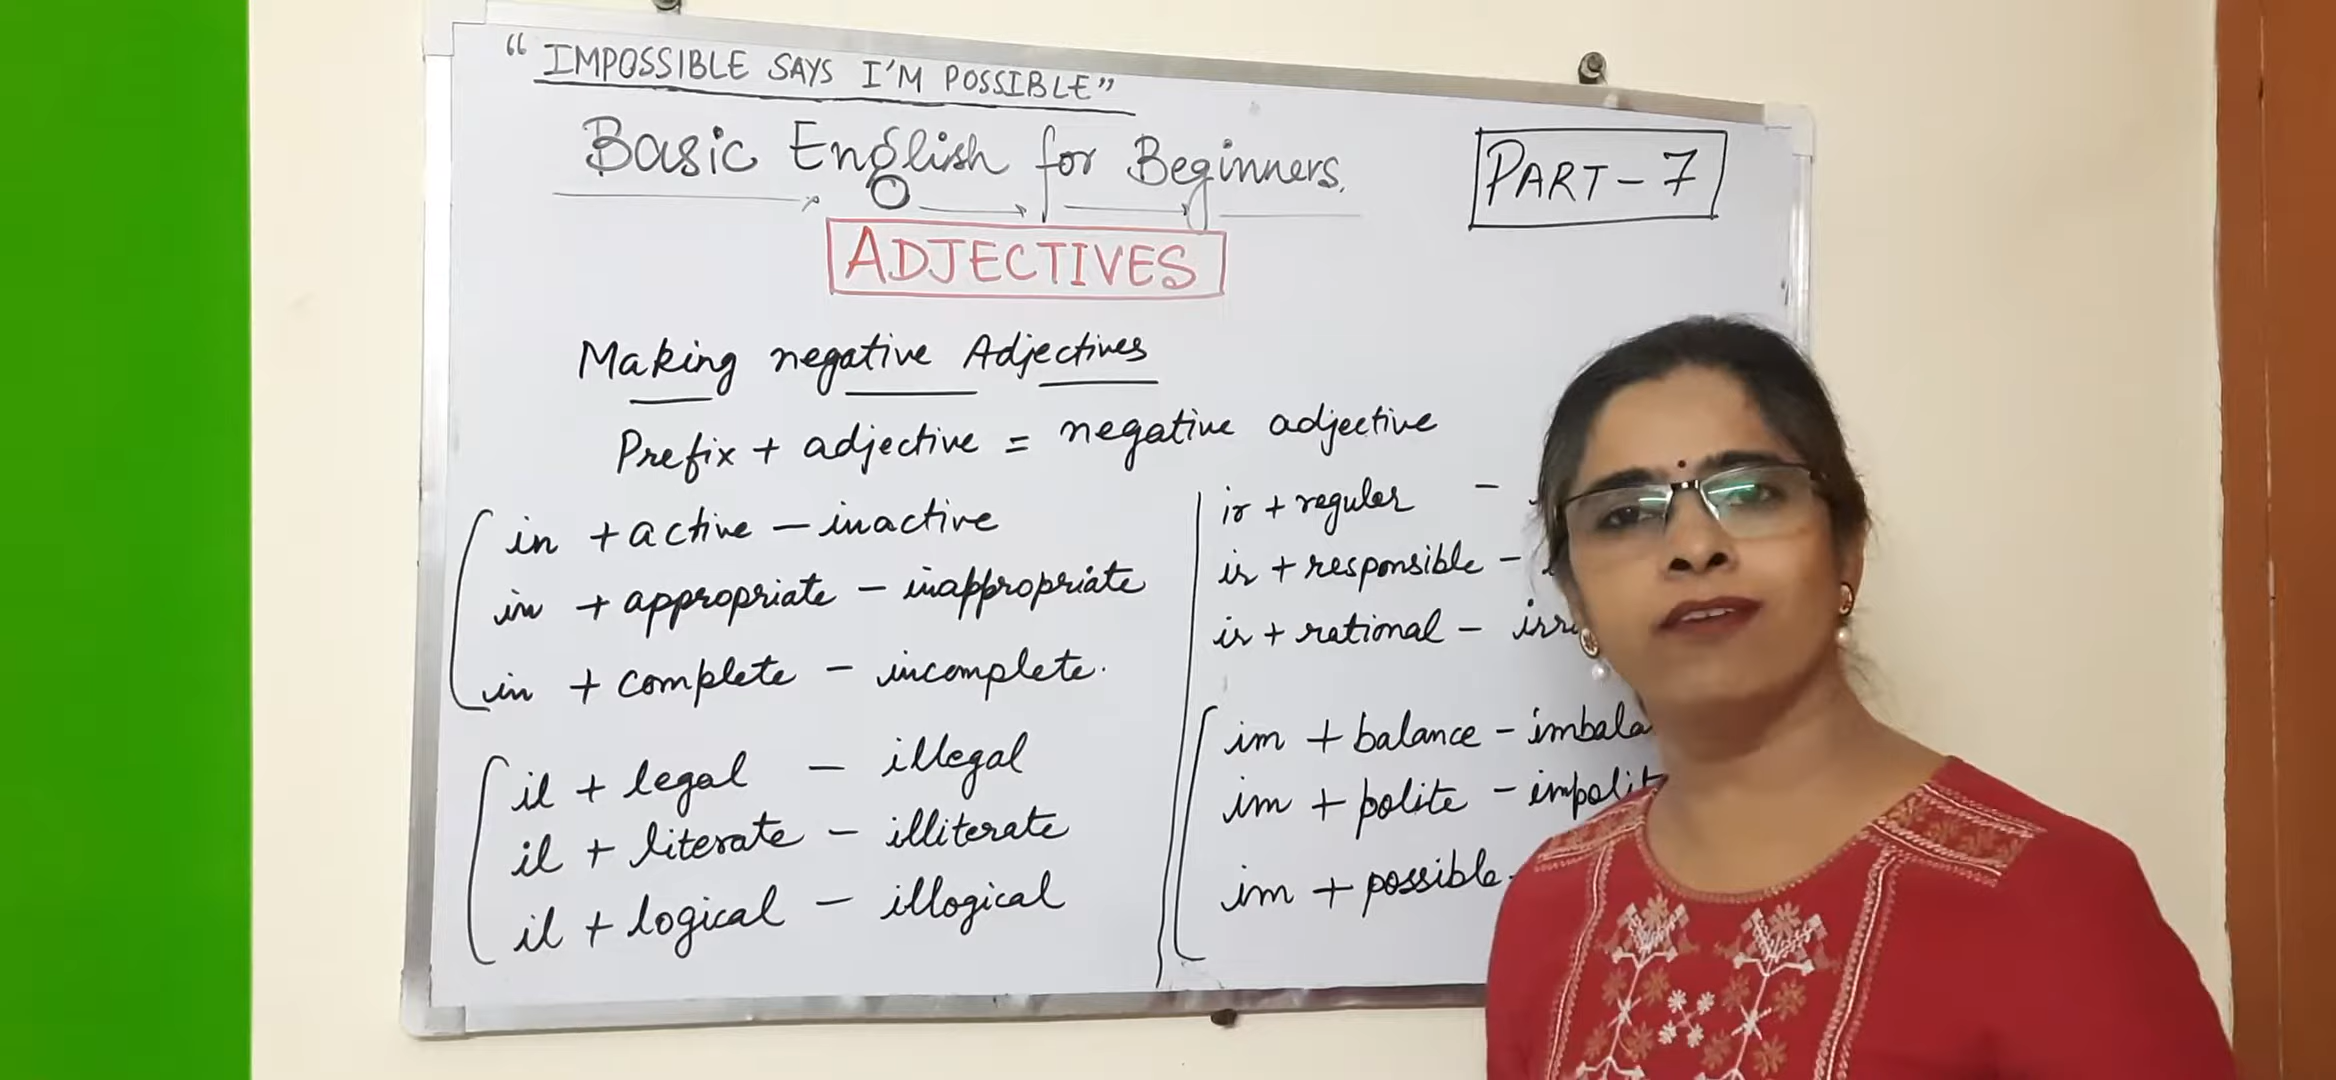 “IMPOSSIBLE SAYS I'M POSSIBLE”
Basic English for Beginners.
PART-7
ADJECTIVES
Making negative Adjectives
Prefix + adjective = negative adjective
in + active – inactive
in + appropriate – inappropriate
in + complete – incomplete.
il + legal – illegal
il + literate – illiterate
il + logical – illogical
ir + regular –
ir + responsible –
ir + rational –
im + balance –
im + polite –
im + possible -